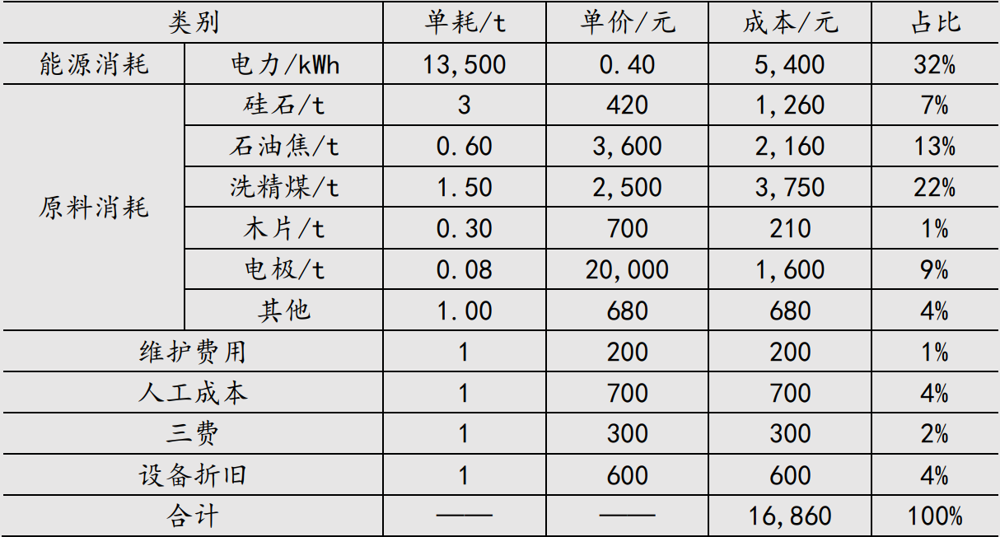 类别 单耗/t 单价/元 成本/元 占比
能源消耗 电力/kWh 13,500 0.40 5,400 32%
硅石/t 3 420 1,260 7%
石油焦/t 0.60 3,600 2,160 13%
洗精煤/t 1.50 2,500 3,750 22%
原料消耗
木片/t 0.30 700 210 1%
电极/t 0.08 20,000 1,600 9%
其他 1.00 680 680 4%
维护费用 1 200 200 1%
人工成本 1 700 700 4%
三费 1 300 300 2%
设备折旧 1 600 600 4%
合计 —— —— 16,860 100%